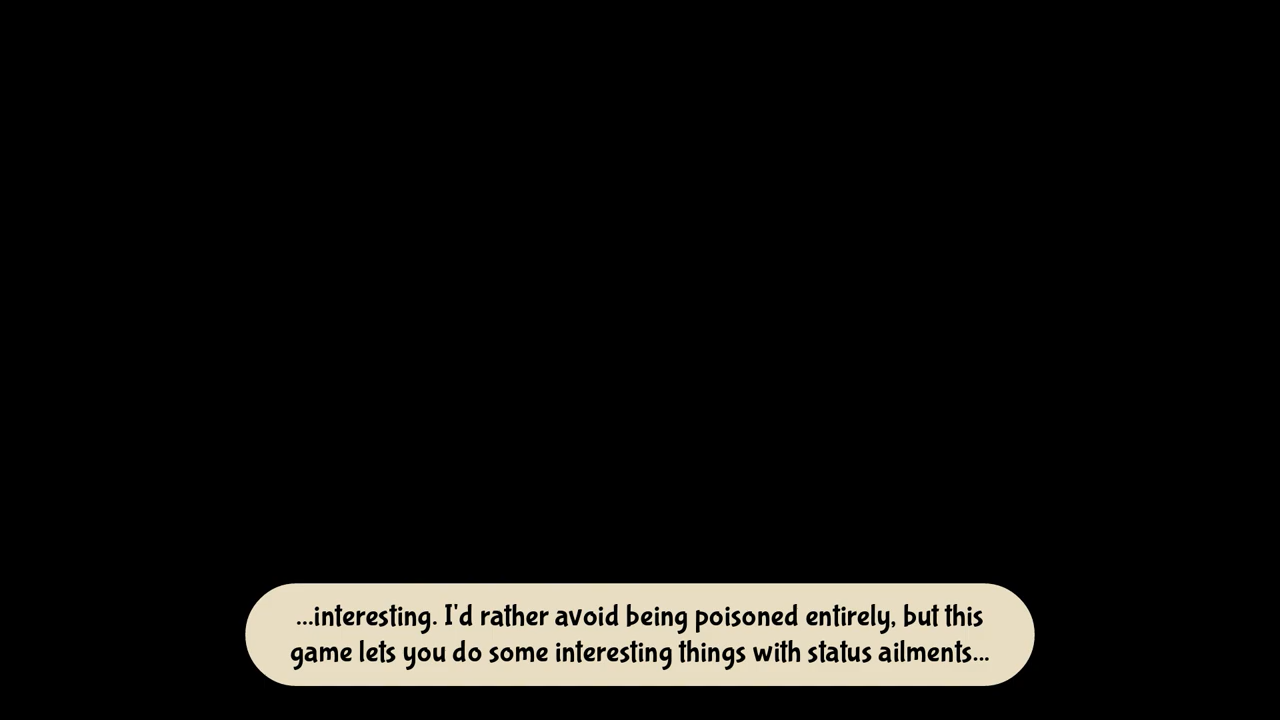 ...interesting. I'd rather avoid being poisoned entirely, but this
game lets you do some interesting things with status ailments...